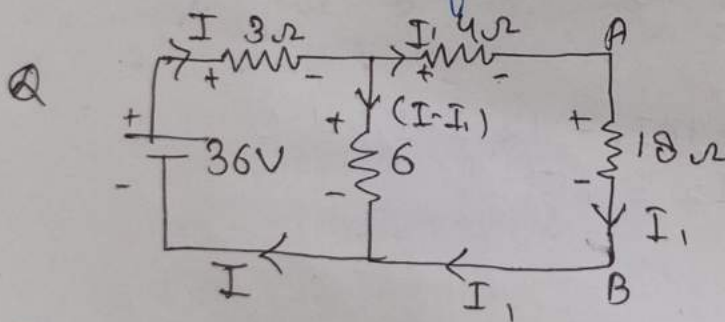 I 3Ω I₁ 4Ω A
Q + - + -
+ 36V - + (I-I₁) 6 - + 18Ω - I₁
I I₁ B